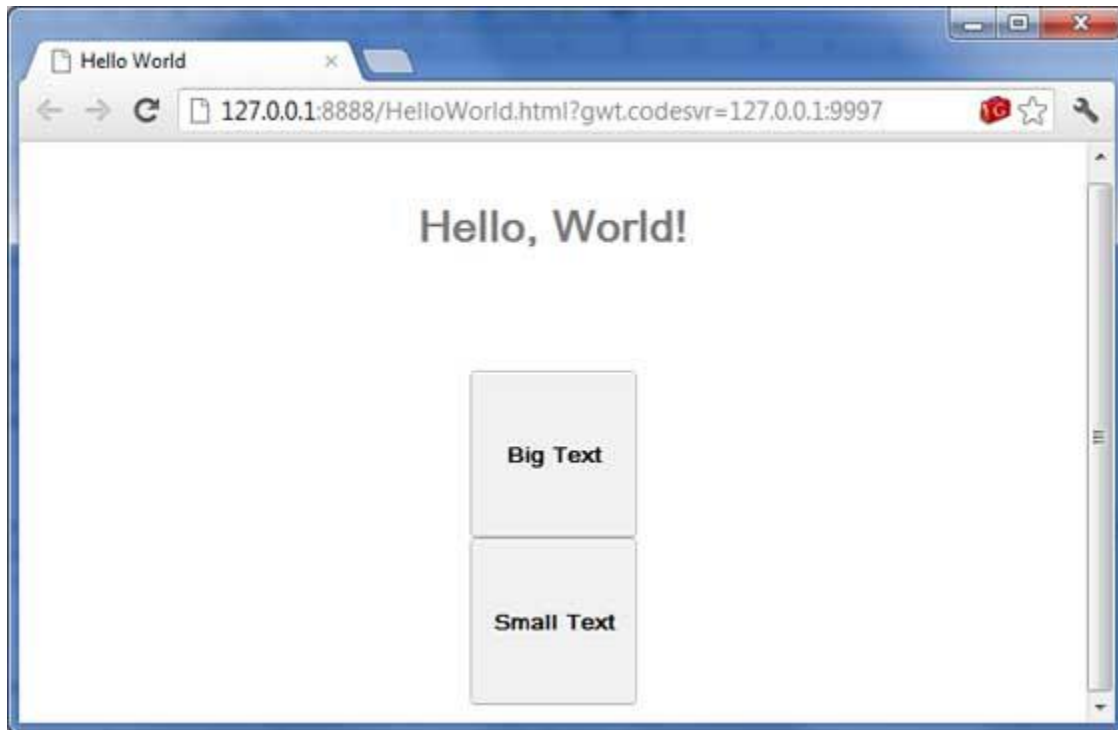 Hello World
127.0.0.1:8888/HelloWorld.html?gwt.codesvr=127.0.0.1:9997
Hello, World!
Big Text
Small Text